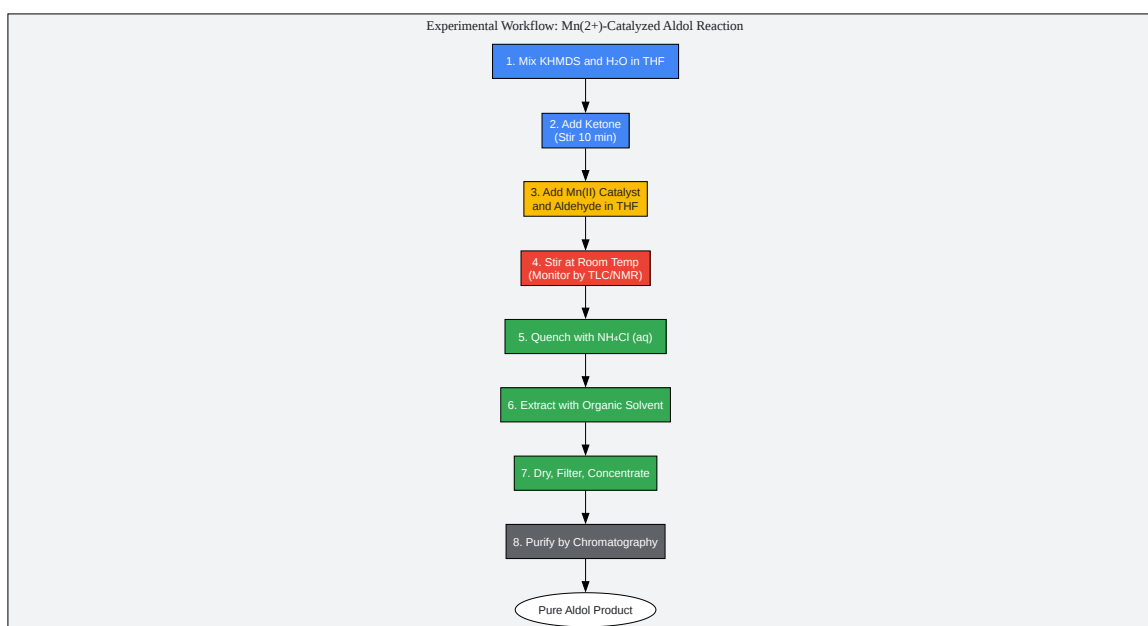 Experimental Workflow: Mn(2+)-Catalyzed Aldol Reaction
1. Mix KHMDS and H₂O in THF
2. Add Ketone
(Stir 10 min)
3. Add Mn(II) Catalyst
and Aldehyde in THF
4. Stir at Room Temp
(Monitor by TLC/NMR)
5. Quench with NH₄Cl (aq)
6. Extract with Organic Solvent
7. Dry, Filter, Concentrate
8. Purify by Chromatography
Pure Aldol Product